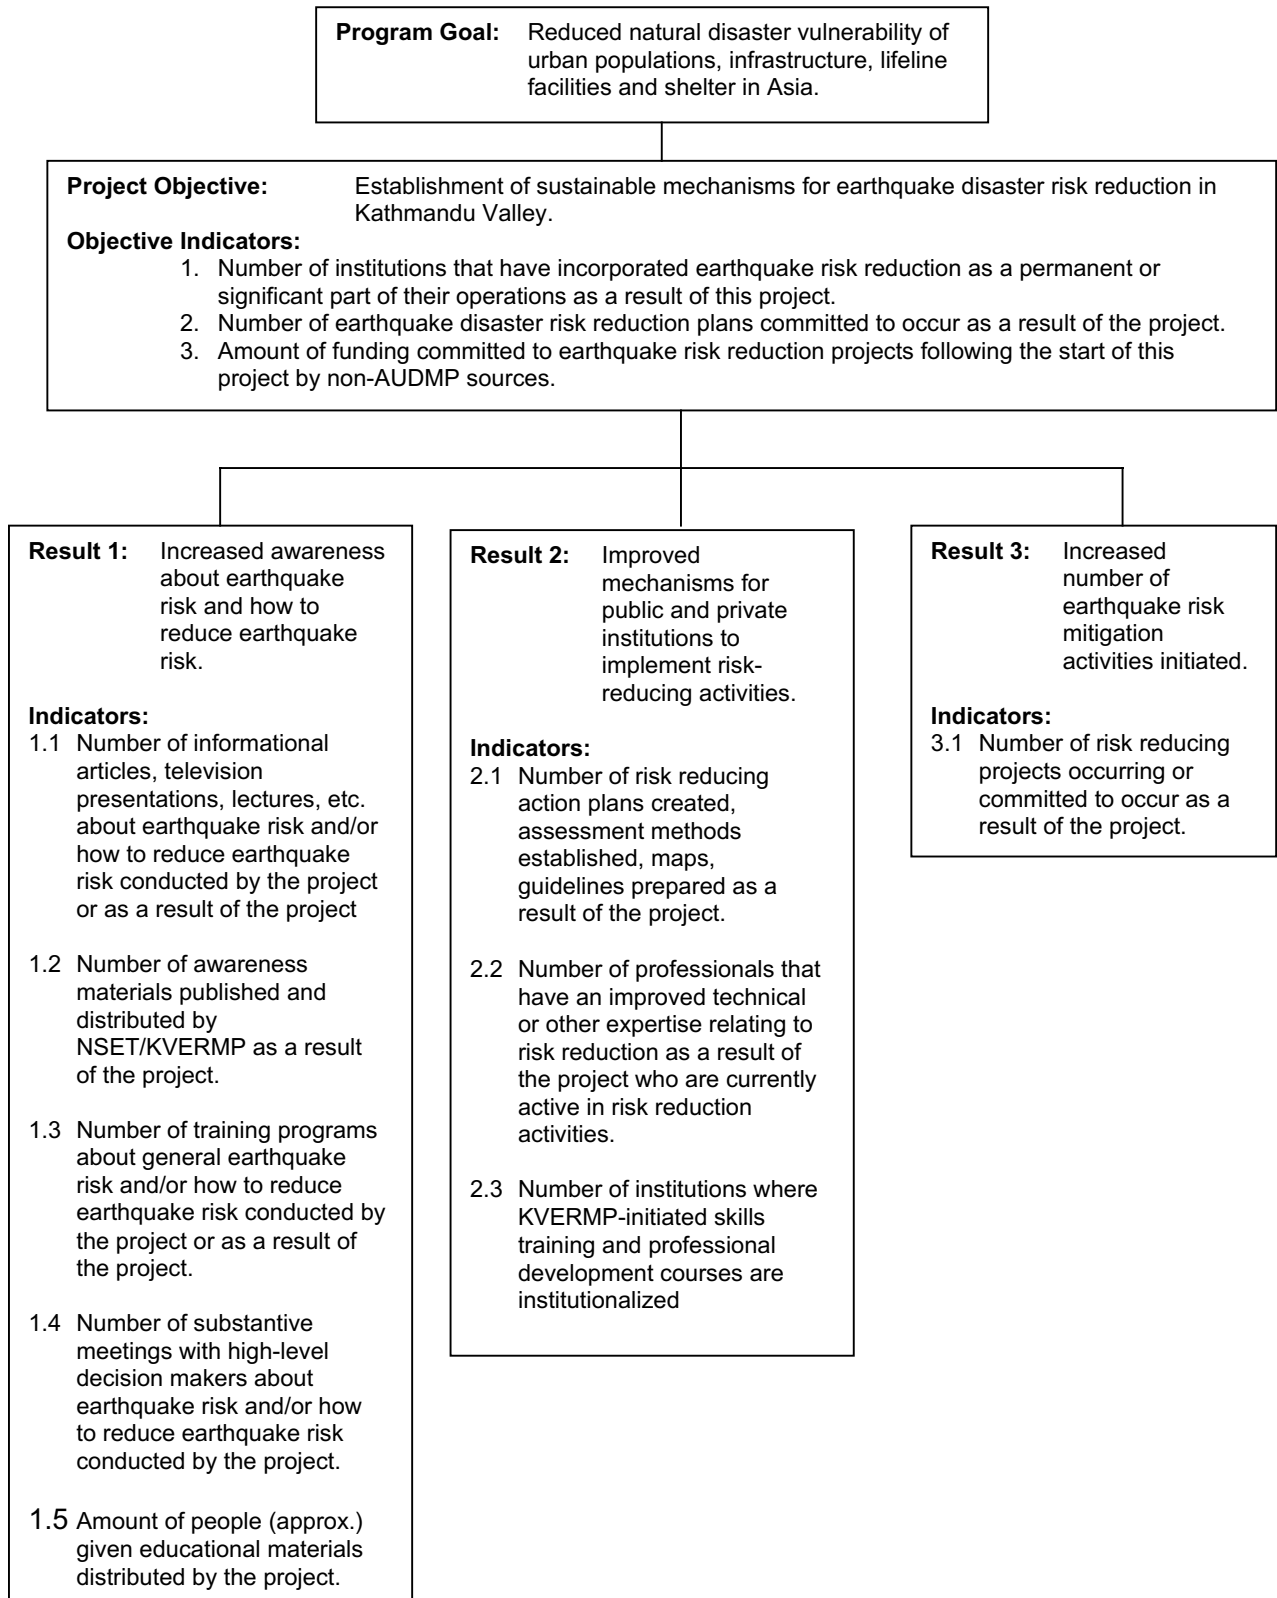 Program Goal: Reduced natural disaster vulnerability of
urban populations, infrastructure, lifeline
facilities and shelter in Asia.
Project Objective: Establishment of sustainable mechanisms for earthquake disaster risk reduction in
Kathmandu Valley.
Objective Indicators:
1. Number of institutions that have incorporated earthquake risk reduction as a permanent or
significant part of their operations as a result of this project.
2. Number of earthquake disaster risk reduction plans committed to occur as a result of the project.
3. Amount of funding committed to earthquake risk reduction projects following the start of this
project by non-AUDMP sources.
Result 1: Increased awareness
about earthquake
risk and how to
reduce earthquake
risk.
Indicators:
1.1 Number of informational
articles, television
presentations, lectures, etc.
about earthquake risk and/or
how to reduce earthquake
risk conducted by the project
or as a result of the project
1.2 Number of awareness
materials published and
distributed by
NSET/KVERMP as a result
of the project.
1.3 Number of training programs
about general earthquake
risk and/or how to reduce
earthquake risk conducted by
the project or as a result of
the project.
1.4 Number of substantive
meetings with high-level
decision makers about
earthquake risk and/or how
to reduce earthquake risk
conducted by the project.
1.5 Amount of people (approx.)
given educational materials
distributed by the project.
Result 2: Improved
mechanisms for
public and private
institutions to
implement risk-
reducing activities.
Indicators:
2.1 Number of risk reducing
action plans created,
assessment methods
established, maps,
guidelines prepared as a
result of the project.
2.2 Number of professionals that
have an improved technical
or other expertise relating to
risk reduction as a result of
the project who are currently
active in risk reduction
activities.
2.3 Number of institutions where
KVERMP-initiated skills
training and professional
development courses are
institutionalized
Result 3: Increased
number of
earthquake risk
mitigation
activities initiated.
Indicators:
3.1 Number of risk reducing
projects occurring or
committed to occur as a
result of the project.